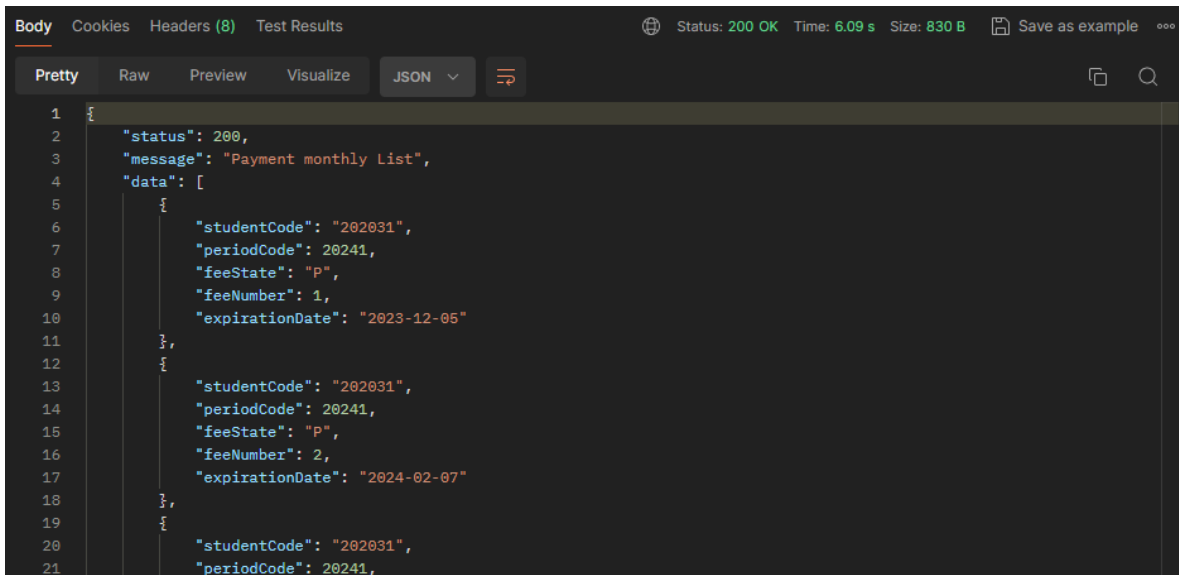 Body Cookies Headers (8) Test Results Status: 200 OK Time: 6.09 s Size: 830 B Save as example
Pretty Raw Preview Visualize JSON
1 {
2 "status": 200,
3 "message": "Payment monthly List",
4 "data": [
5 {
6 "studentCode": "202031",
7 "periodCode": 20241,
8 "feeState": "P",
9 "feeNumber": 1,
10 "expirationDate": "2023-12-05"
11 },
12 {
13 "studentCode": "202031",
14 "periodCode": 20241,
15 "feeState": "P",
16 "feeNumber": 2,
17 "expirationDate": "2024-02-07"
18 },
19 {
20 "studentCode": "202031",
21 "periodCode": 20241,